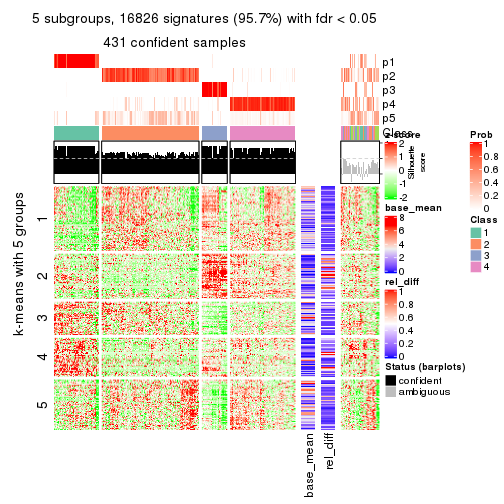 5 subgroups, 16826 signatures (95.7%) with fdr < 0.05
431 confident samples
p1
p2
p3
p4
p5
Class
z-score
2
1
0
-1
-2
Silhouette
score
Prob
1
0.8
0.6
0.4
0.2
0
base_mean
8
6
4
2
0
Class
1
2
3
4
rel_diff
1
0.8
0.6
0.4
0.2
0
Status (barplots)
confident
ambiguous
k-means with 5 groups
1
2
3
4
5
base_mean
rel_diff